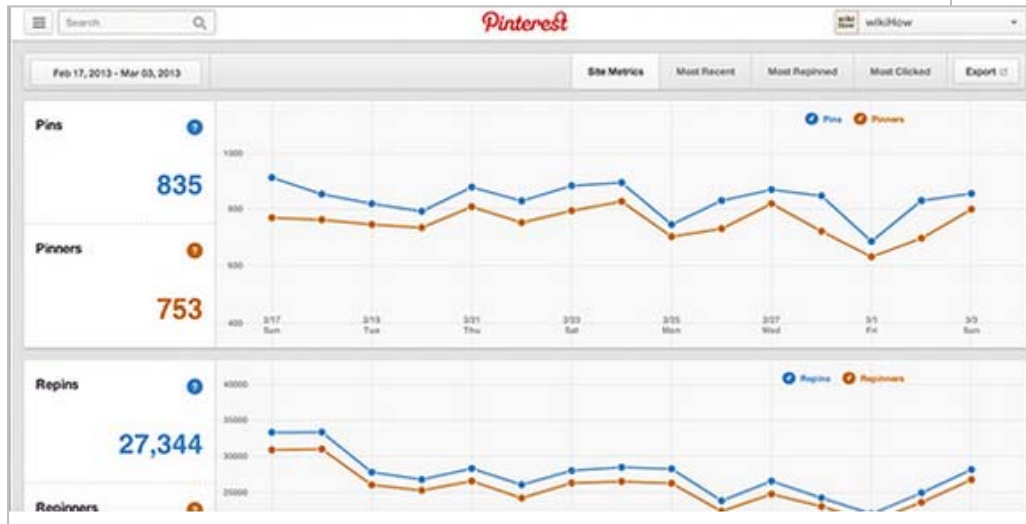 Search
Pinterest
wiki
How
wikiHow
Feb 17, 2013 - Mar 03, 2013
Site Metrics
Most Recent
Most Repinned
Most Clicked
Export
Pins
?
835
Pinners
?
753
Pins
Pinners
1000
800
600
400
2/17
Sun
2/19
Tue
2/21
Thu
2/23
Sat
2/25
Mon
2/27
Wed
3/1
Fri
3/3
Sun
Repins
?
27,344
Repinners
?
Repins
Repinners
40000
35000
30000
25000